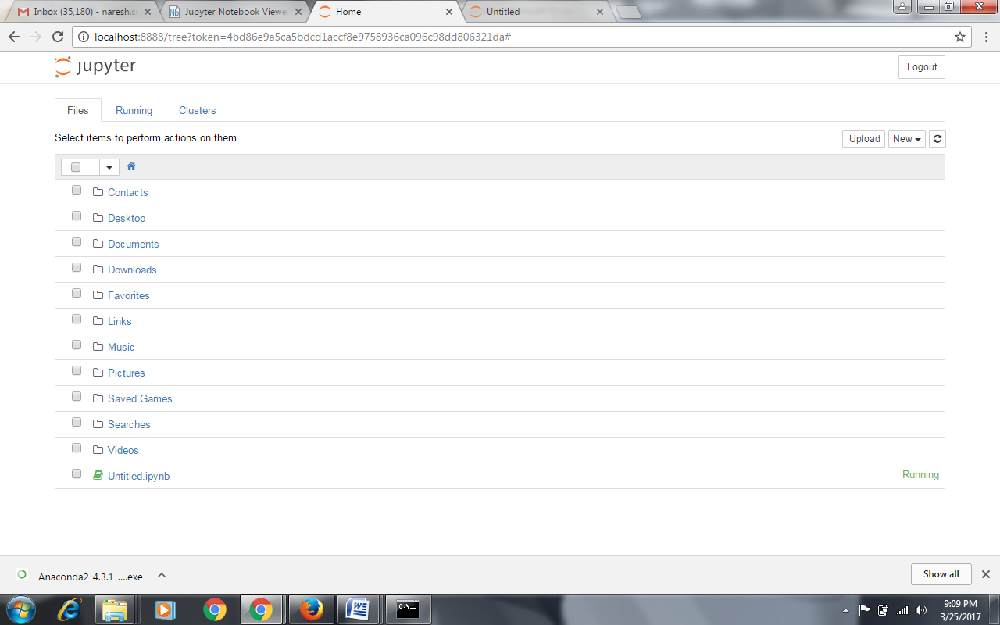 Inbox (35,180) - naresh.s
Jupyter Notebook Viewer
Home
Untitled
localhost:8888/tree?token=4bd86e9a5ca5bdcd1accf8e9758936ca096c98dd806321da#
jupyter
Logout
Files
Running
Clusters
Select items to perform actions on them.
Upload
New
Contacts
Desktop
Documents
Downloads
Favorites
Links
Music
Pictures
Saved Games
Searches
Videos
Untitled.ipynb
Running
Anaconda2-4.3.1-....exe
Show all
9:09 PM
3/25/2017